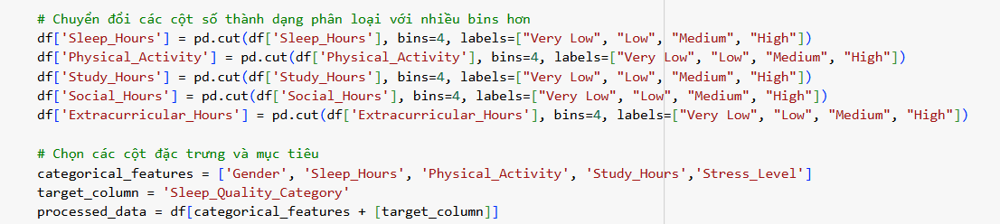 # Chuyển đổi các cột số thành dạng phân loại với nhiều bins hơn
df['Sleep_Hours'] = pd.cut(df['Sleep_Hours'], bins=4, labels=["Very Low", "Low", "Medium", "High"])
df['Physical_Activity'] = pd.cut(df['Physical_Activity'], bins=4, labels=["Very Low", "Low", "Medium", "High"])
df['Study_Hours'] = pd.cut(df['Study_Hours'], bins=4, labels=["Very Low", "Low", "Medium", "High"])
df['Social_Hours'] = pd.cut(df['Social_Hours'], bins=4, labels=["Very Low", "Low", "Medium", "High"])
df['Extracurricular_Hours'] = pd.cut(df['Extracurricular_Hours'], bins=4, labels=["Very Low", "Low", "Medium", "High"])
# Chọn các cột đặc trưng và mục tiêu
categorical_features = ['Gender', 'Sleep_Hours', 'Physical_Activity', 'Study_Hours','Stress_Level']
target_column = 'Sleep_Quality_Category'
processed_data = df[categorical_features + [target_column]]